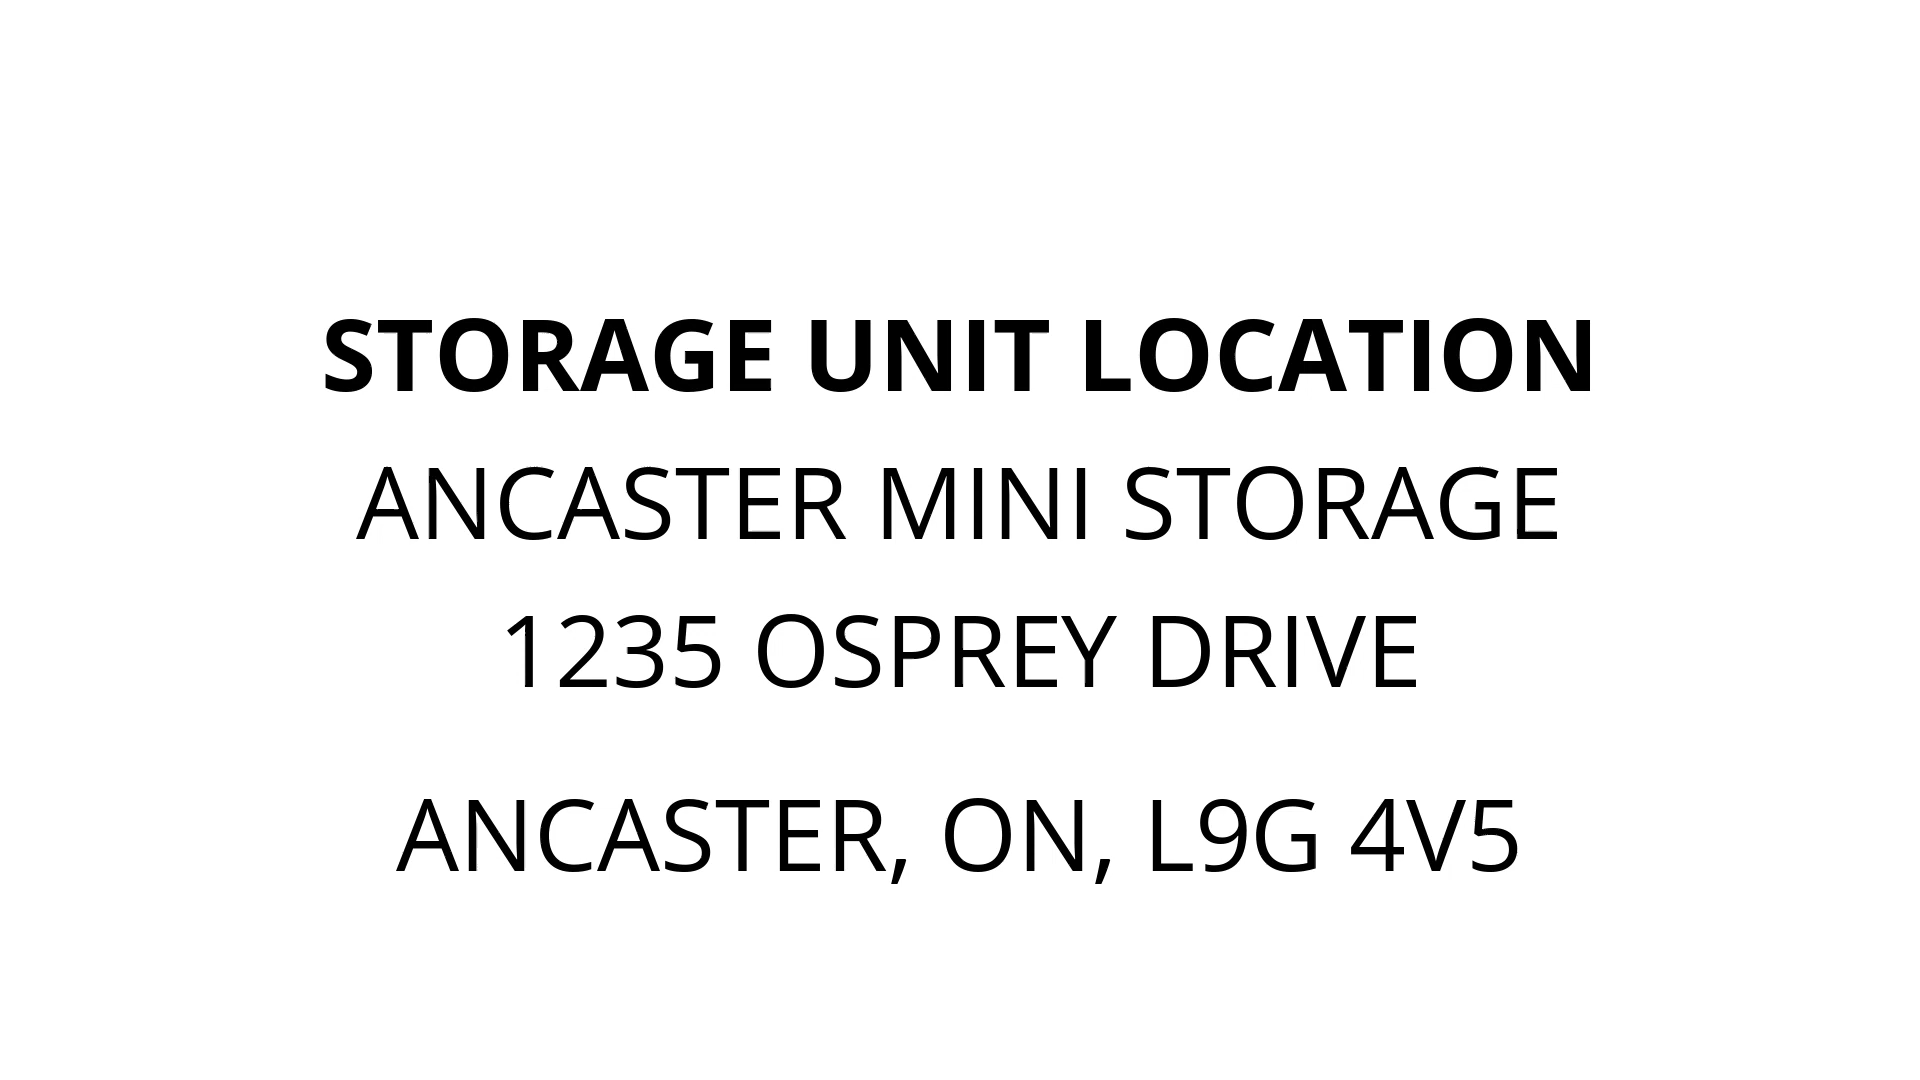 STORAGE UNIT LOCATION
ANCASTER MINI STORAGE
1235 OSPREY DRIVE
ANCASTER, ON, L9G 4V5